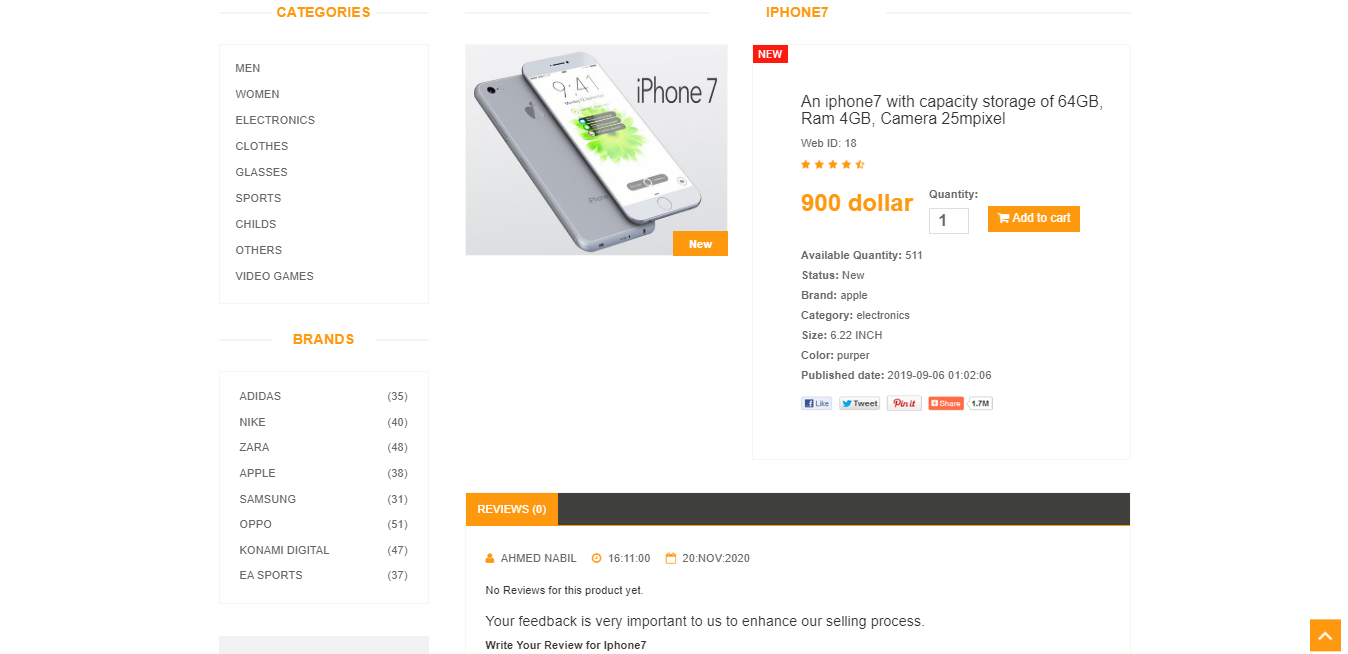 CATEGORIES
MEN
WOMEN
ELECTRONICS
CLOTHES
GLASSES
SPORTS
CHILDS
OTHERS
VIDEO GAMES
BRANDS
ADIDAS (35)
NIKE (40)
ZARA (48)
APPLE (38)
SAMSUNG (31)
OPPO (51)
KONAMI DIGITAL (47)
EA SPORTS (37)
9:41
iPhone 7
New
IPHONE7
NEW
An iphone7 with capacity storage of 64GB,
Ram 4GB, Camera 25mpixel
Web ID: 18
900 dollar
Quantity:
1
Add to cart
Available Quantity: 511
Status: New
Brand: apple
Category: electronics
Size: 6.22 INCH
Color: purper
Published date: 2019-09-06 01:02:06
Like Tweet Pin it Share 1.7M
REVIEWS (0)
AHMED NABIL 16:11:00 20:NOV:2020
No Reviews for this product yet.
Your feedback is very important to us to enhance our selling process.
Write Your Review for Iphone7